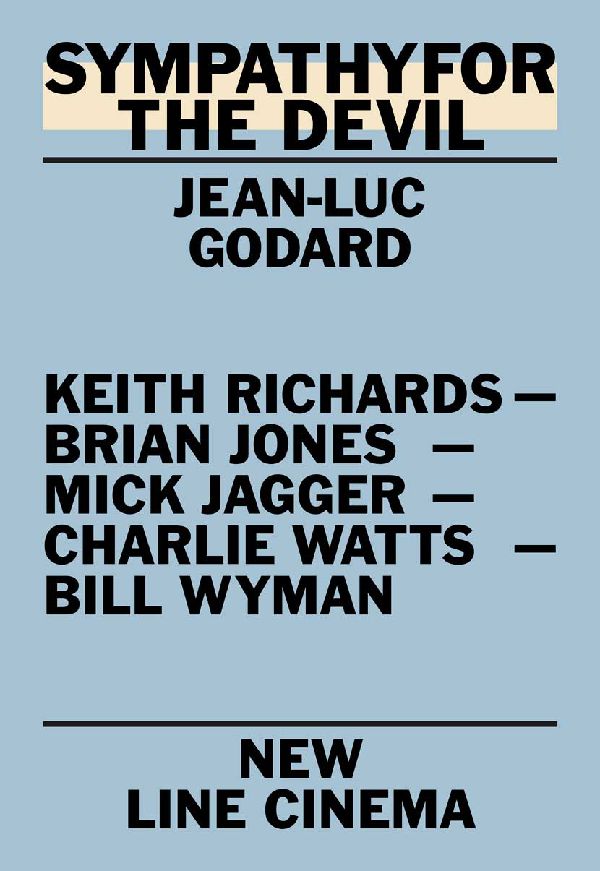 SYMPATHYFOR
THE DEVIL
JEAN-LUC
GODARD
KEITH RICHARDS —
BRIAN JONES —
MICK JAGGER —
CHARLIE WATTS —
BILL WYMAN
NEW
LINE CINEMA